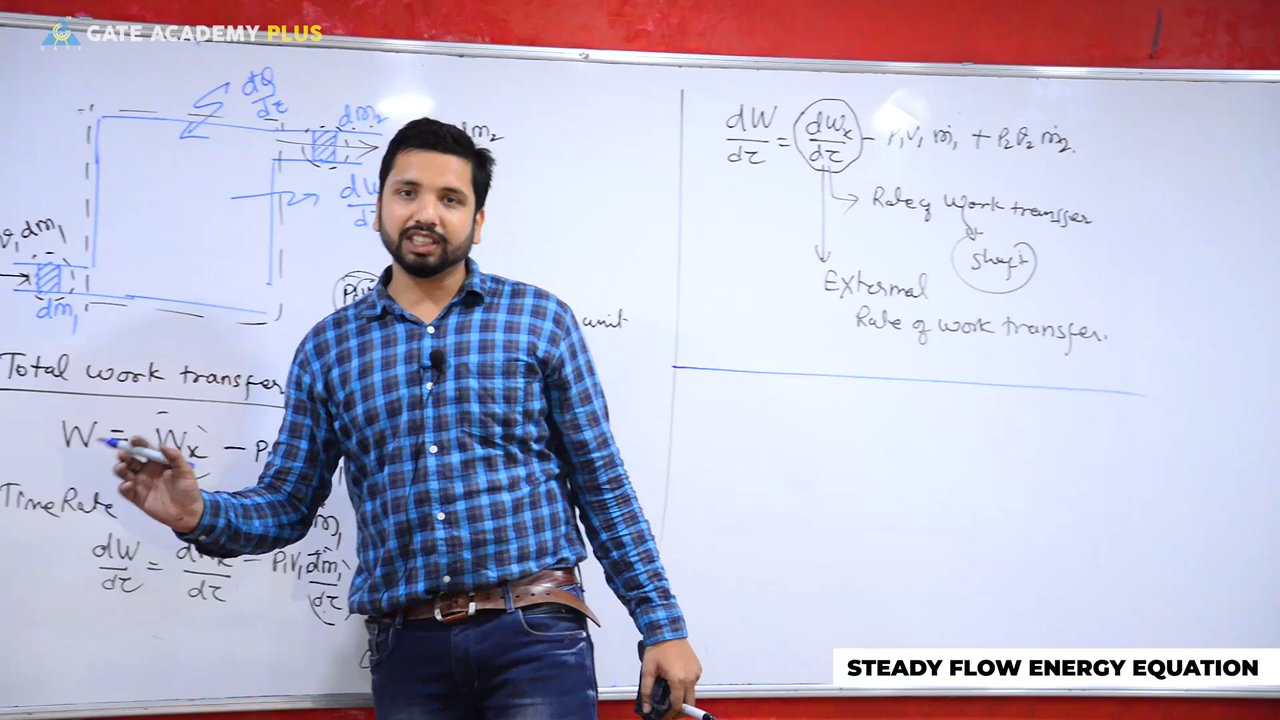 GATE ACADEMY PLUS
dQ/dτ
dm2
dm2
dW
dm1
dm1
unit
Total work transfer
W = Wx -
Time Rate
dW/dτ = dWx/dτ - P1V1 dm1/dτ
dW/dτ = dWx/dτ - P1V1 ṁ1 + P2V2 ṁ2.
Rate of work transfer
shaft
External
Rate of work transfer.
STEADY FLOW ENERGY EQUATION